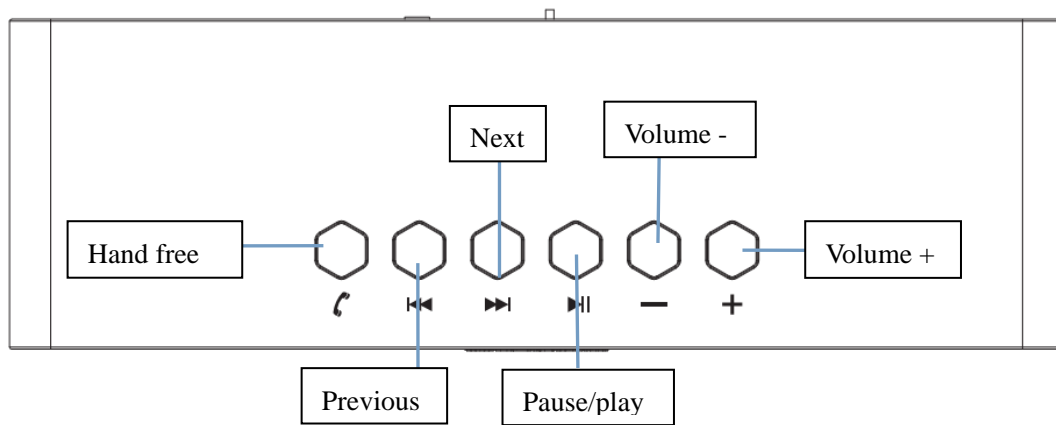 Next
Volume -
Hand free
Volume +
Previous
Pause/play